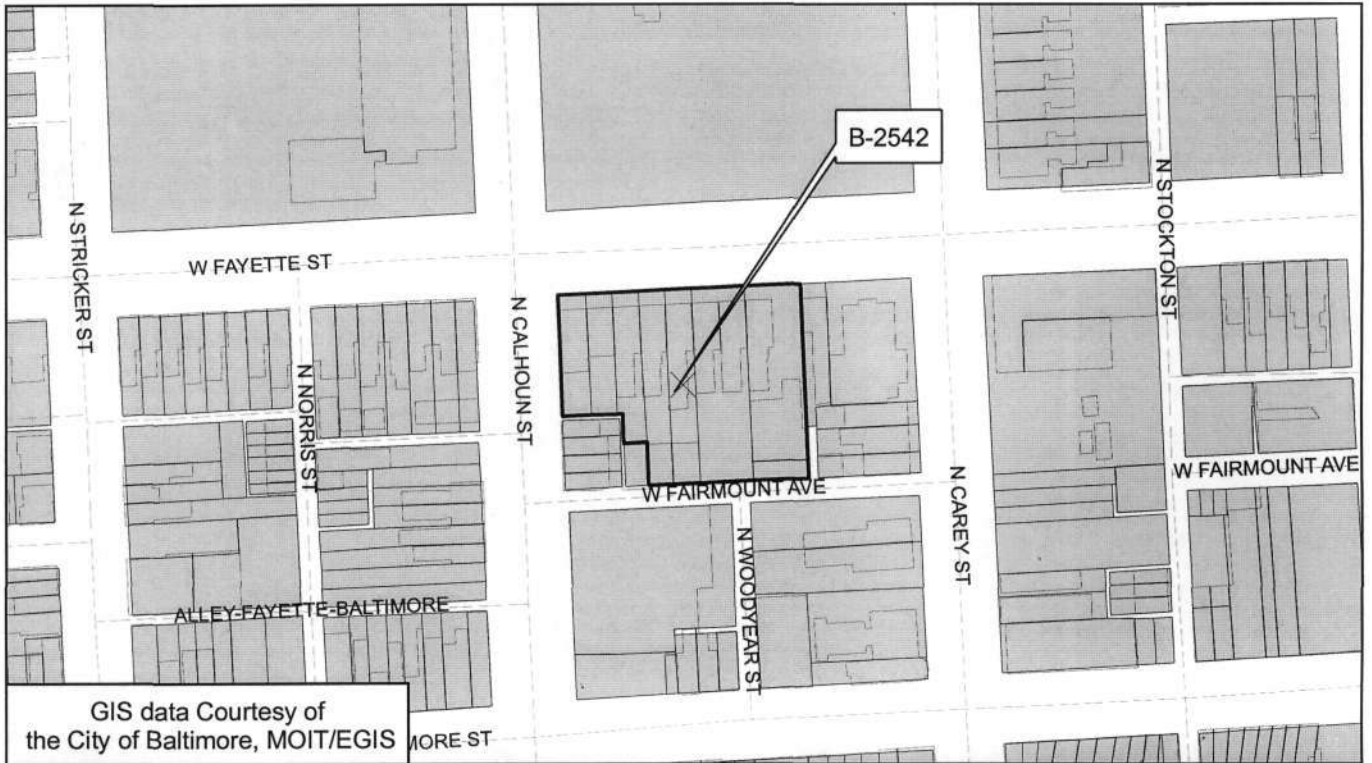 B-2542
N STRICKER ST
N STOCKTON ST
W FAYETTE ST
N CALHOUN ST
N NORRIS ST
W FAIRMOUNT AVE
W FAIRMOUNT AVE
N CAREY ST
N WOODYEAR ST
ALLEY-FAYETTE-BALTIMORE
GIS data Courtesy of
the City of Baltimore, MOIT/EGIS
MORE ST